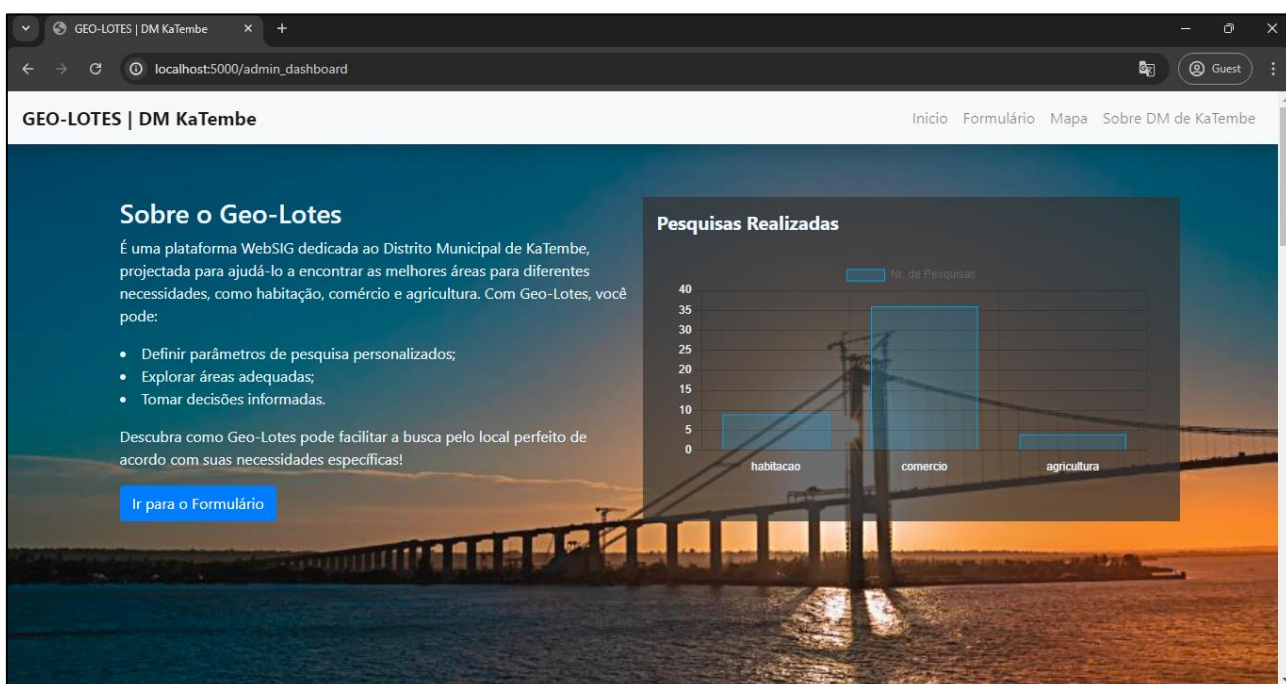 GEO-LOTES | DM KaTembe
localhost:5000/admin_dashboard
Guest
GEO-LOTES | DM KaTembe
Inicio Formulário Mapa Sobre DM de KaTembe
Sobre o Geo-Lotes
É uma plataforma WebSIG dedicada ao Distrito Municipal de KaTembe,
projectada para ajudá-lo a encontrar as melhores áreas para diferentes
necessidades, como habitação, comércio e agricultura. Com Geo-Lotes, você
pode:
• Definir parâmetros de pesquisa personalizados;
• Explorar áreas adequadas;
• Tomar decisões informadas.
Descubra como Geo-Lotes pode facilitar a busca pelo local perfeito de
acordo com suas necessidades específicas!
Ir para o Formulário
Pesquisas Realizadas
Nr. de Pesquisas
40
35
30
25
20
15
10
5
0
habitacao comercio agricultura